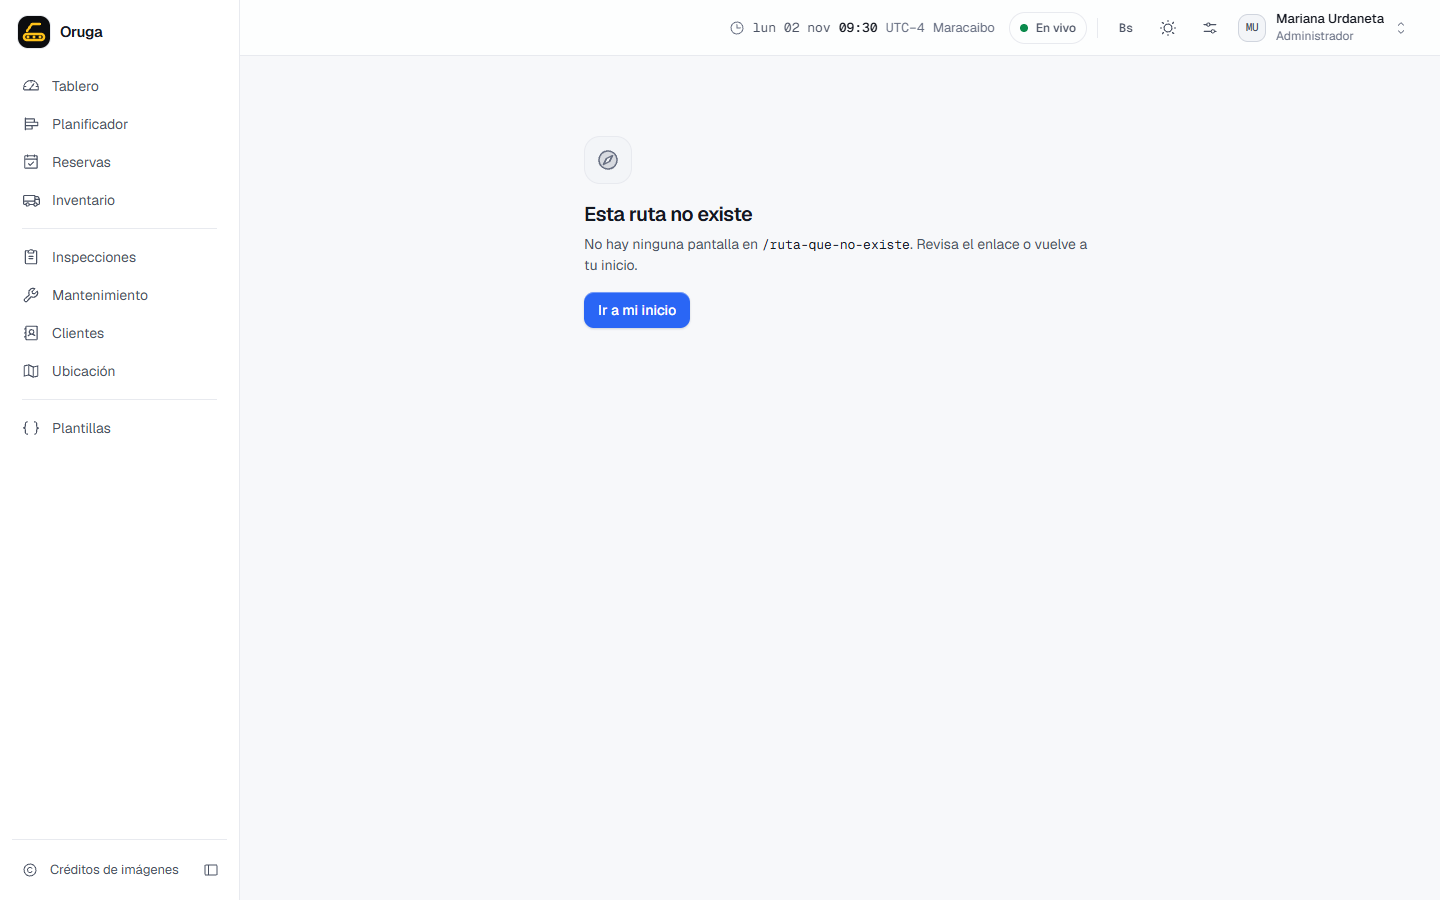 Oruga
lun 02 nov 09:30 UTC−4 Maracaibo
En vivo
Bs
MU
Mariana Urdaneta
Administrador
Tablero
Planificador
Reservas
Inventario
Inspecciones
Mantenimiento
Clientes
Ubicación
Plantillas
Esta ruta no existe
No hay ninguna pantalla en /ruta-que-no-existe. Revisa el enlace o vuelve a
tu inicio.
Ir a mi inicio
Créditos de imágenes